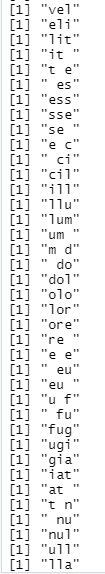 [1] "vel"
[1] "eli"
[1] "lit"
[1] "it "
[1] "t e"
[1] " es"
[1] "ess"
[1] "sse"
[1] "se "
[1] "e c"
[1] " ci"
[1] "cil"
[1] "ill"
[1] "llu"
[1] "lum"
[1] "um "
[1] "m d"
[1] " do"
[1] "dol"
[1] "olo"
[1] "lor"
[1] "ore"
[1] "re "
[1] "e e"
[1] " eu"
[1] "eu "
[1] "u f"
[1] " fu"
[1] "fug"
[1] "ugi"
[1] "gia"
[1] "iat"
[1] "at "
[1] "t n"
[1] " nu"
[1] "nul"
[1] "ull"
[1] "lla"